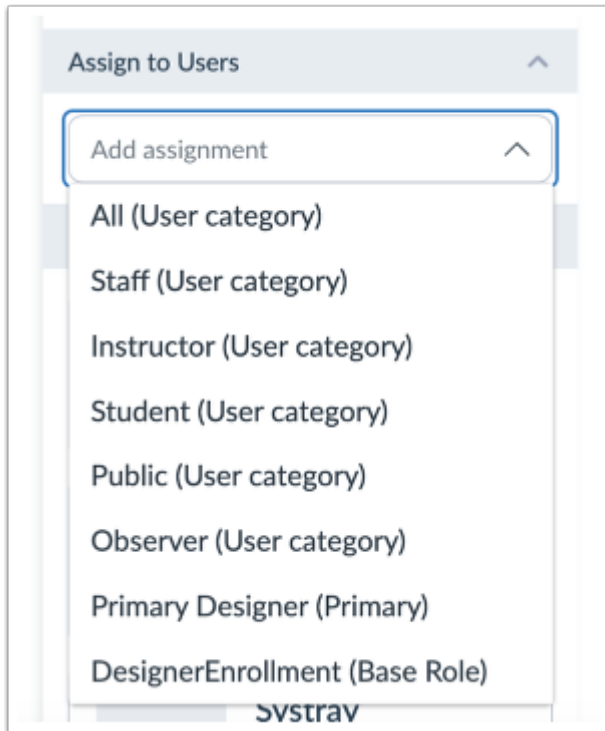 Assign to Users
Add assignment
All (User category)
Staff (User category)
Instructor (User category)
Student (User category)
Public (User category)
Observer (User category)
Primary Designer (Primary)
DesignerEnrollment (Base Role)
Systray